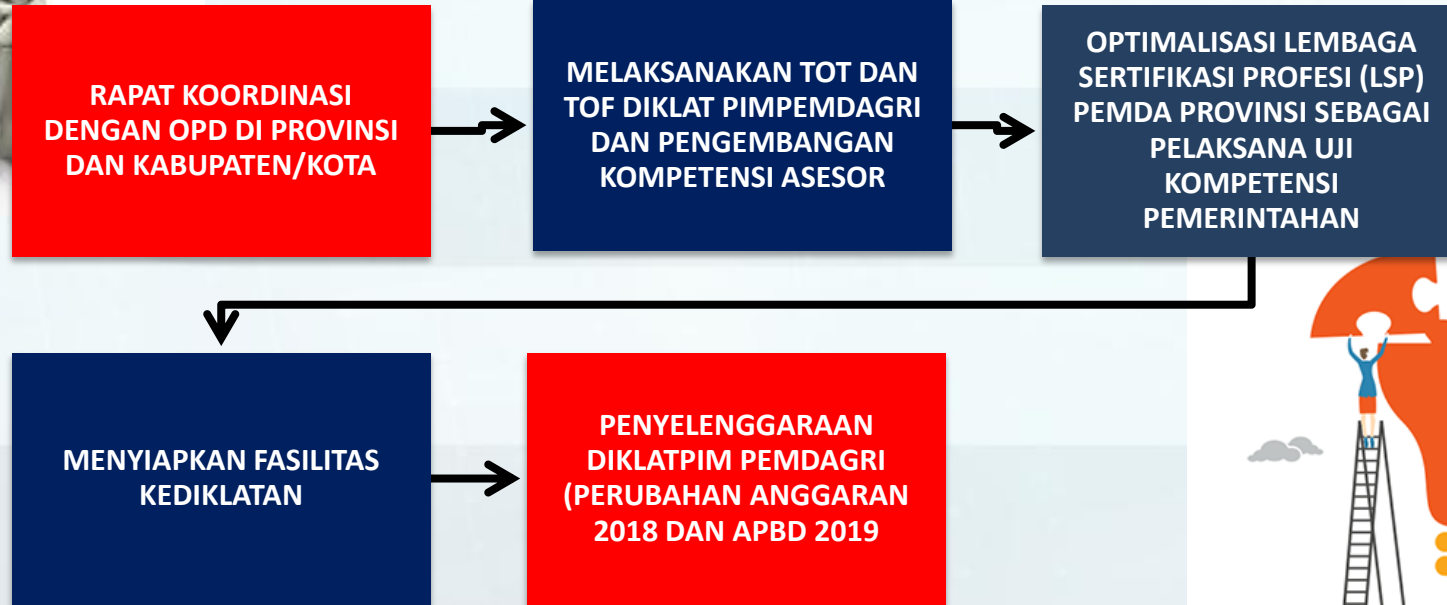 RAPAT KOORDINASI
DENGAN OPD DI PROVINSI
DAN KABUPATEN/KOTA
MELAKSANAKAN TOT DAN
TOF DIKLAT PIMPEMDAGRI
DAN PENGEMBANGAN
KOMPETENSI ASESOR
OPTIMALISASI LEMBAGA
SERTIFIKASI PROFESI (LSP)
PEMDA PROVINSI SEBAGAI
PELAKSANA UJI
KOMPETENSI
PEMERINTAHAN
MENYIAPKAN FASILITAS
KEDIKLATAN
PENYELENGGARAAN
DIKLATPIM PEMDAGRI
(PERUBAHAN ANGGARAN
2018 DAN APBD 2019